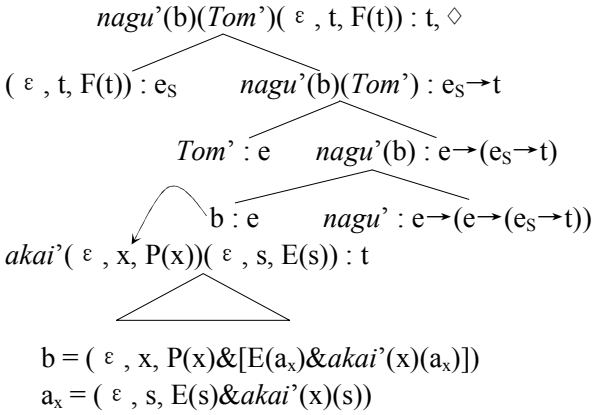 nagu’(b)(Tom’)( ε , t, F(t)) : t, ◇
( ε , t, F(t)) : eS nagu’(b)(Tom’) : eS→t
Tom’ : e nagu’(b) : e→(eS→t)
b : e nagu’ : e→(e→(eS→t))
akai’( ε , x, P(x))( ε , s, E(s)) : t
b = ( ε , x, P(x)&[E(ax)&akai’(x)(ax)])
ax = ( ε , s, E(s)&akai’(x)(s))